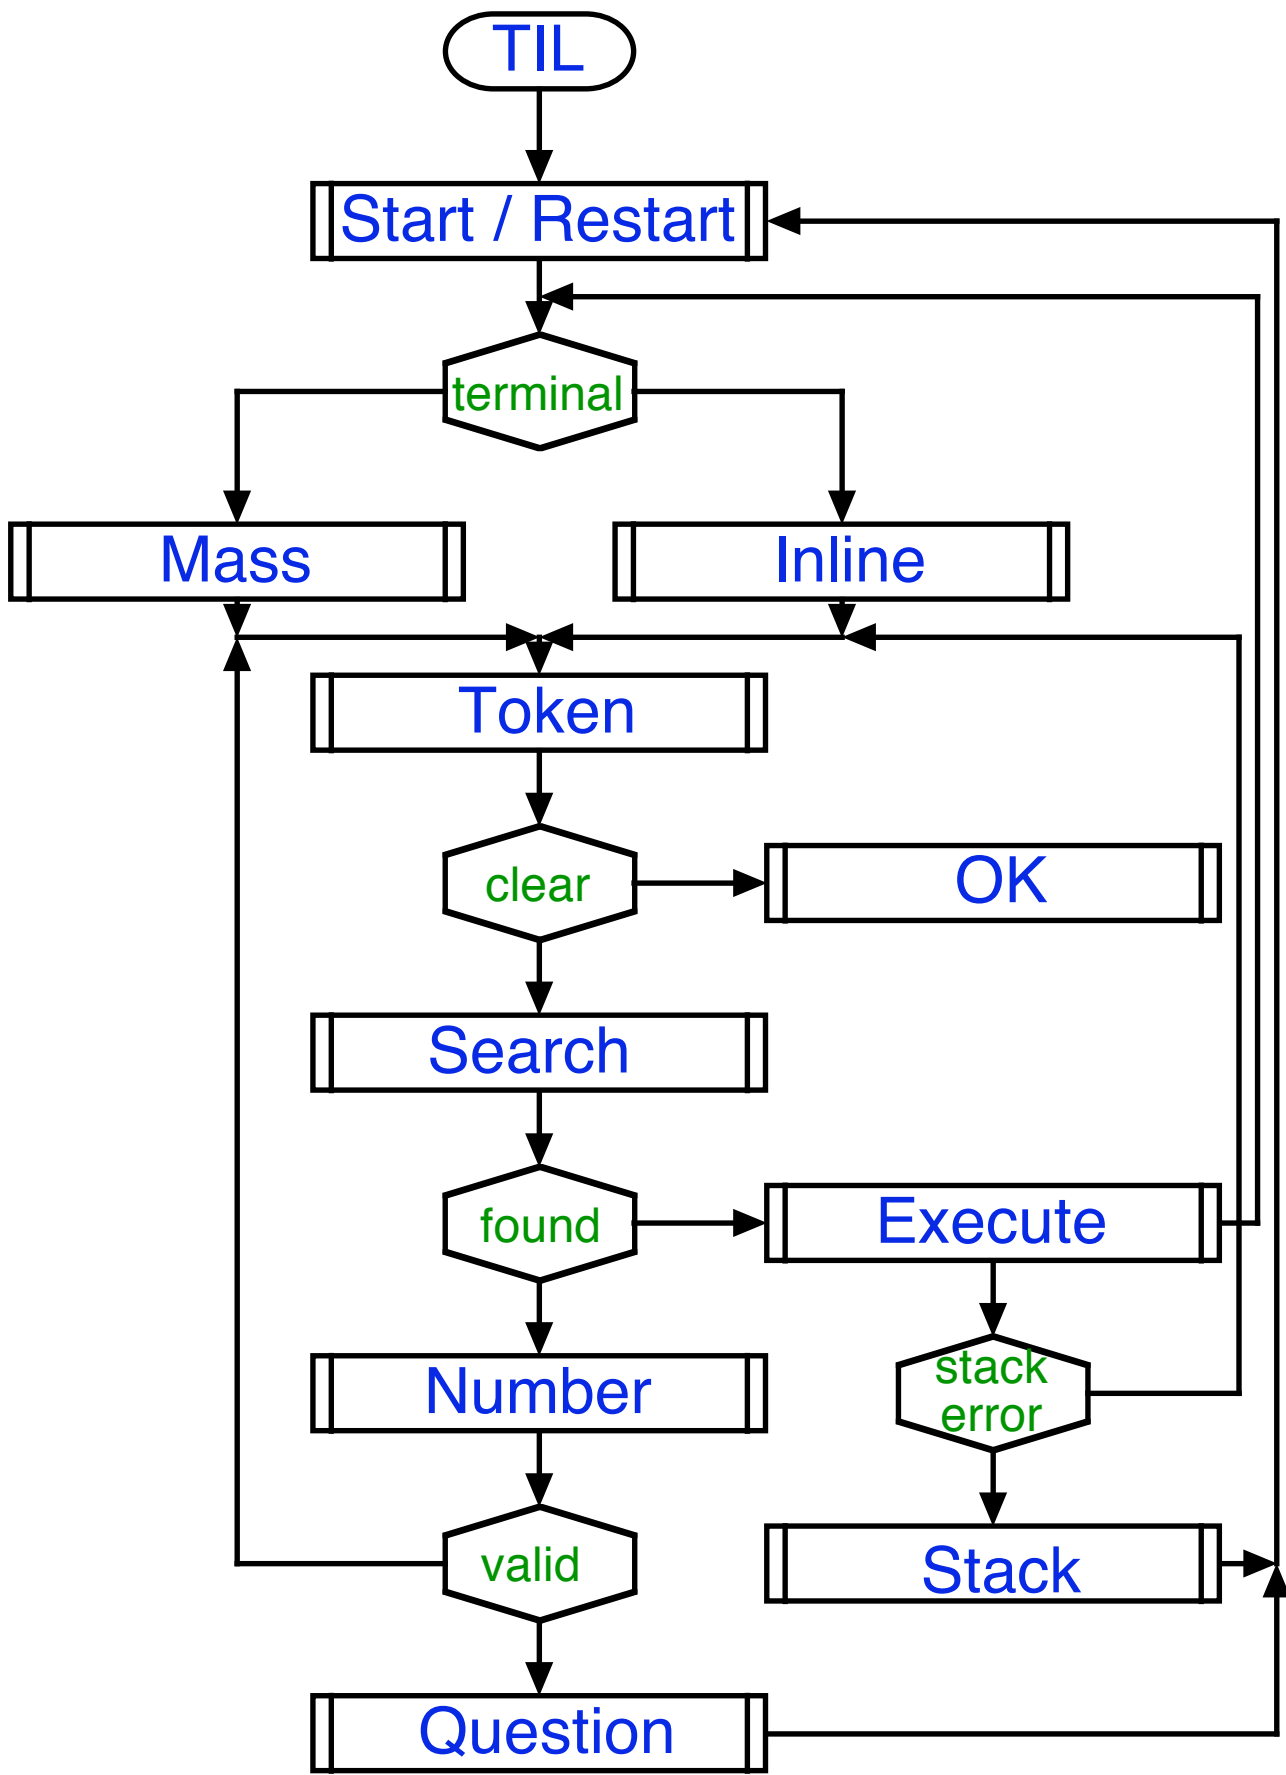 TIL
Start / Restart
terminal
Mass
Inline
Token
clear
OK
Search
found
Execute
Number
stack
error
valid
Stack
Question